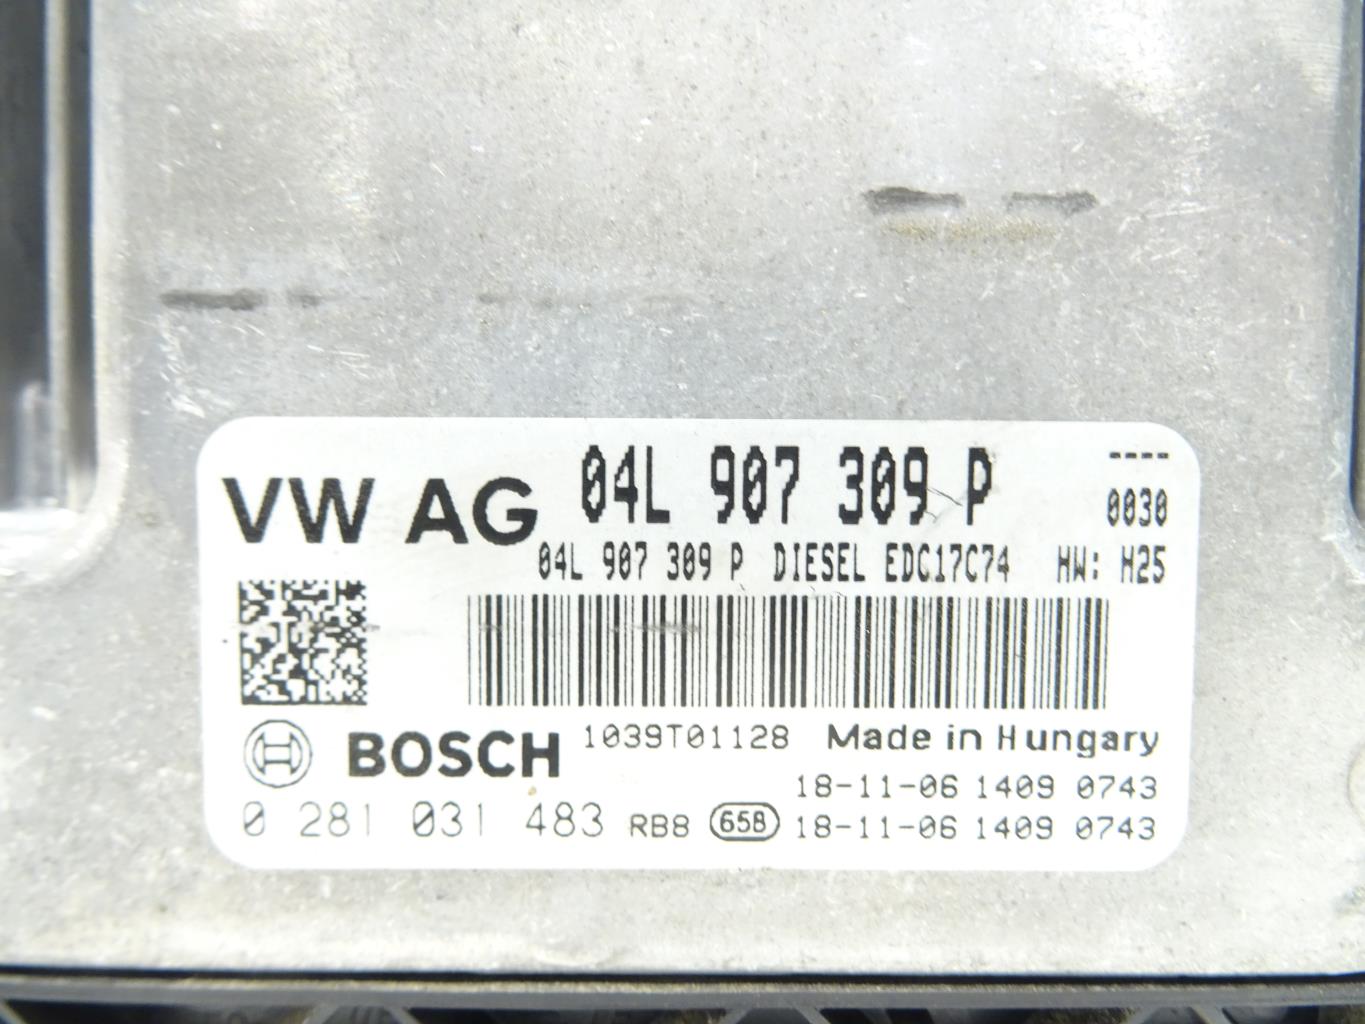 VW AG 04L 907 309 P ----
0030
04L 907 309 P DIESEL EDC17C74 HW: H25
BOSCH 1039T01128 Made in Hungary
18-11-06 1409 0743
0 281 031 483 RB8 658 18-11-06 1409 0743